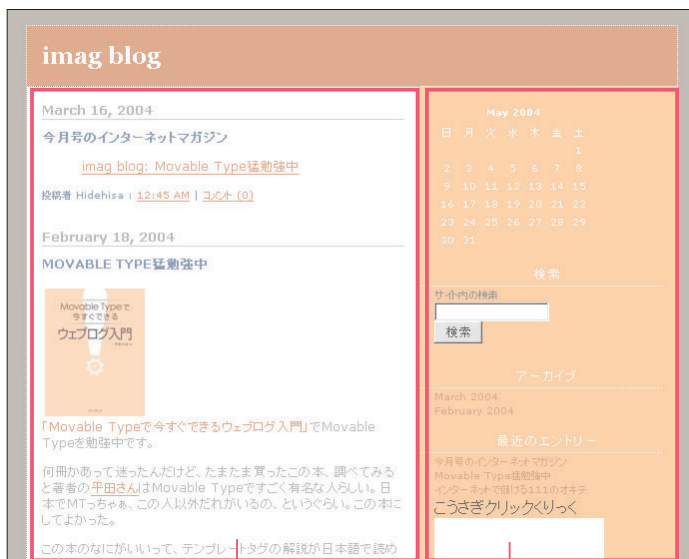 imag blog
March 16, 2004
今月号のインターネットマガジン
imag blog: Movable Type猛勉強中
投稿者 Hidehisa : 12:45 AM | コメント (0)
February 18, 2004
MOVABLE TYPE猛勉強中
Movable Typeで
今すぐできる
ウェブログ入門
「Movable Typeで今すぐできるウェブログ入門」でMovable
Typeを勉強中です。
何冊かあって迷ったんだけど、たまたま買ったこの本、調べてみる
と著者の平田さんはMovable Typeですごく有名な人らしい。日
本でMTっちゃぁ、この人以外だれがいるの、というぐらい。この本に
してよかった。
この本のなにがいいって、テンプレートタグの解説が日本語で読め
May 2004
日 月 火 水 木 金 土
1
2 3 4 5 6 7 8
9 10 11 12 13 14 15
16 17 18 19 20 21 22
23 24 25 26 27 28 29
30 31
検索
サイト内の検索
検索
アーカイブ
March 2004
February 2004
最近のエントリー
今月号のインターネットマガジン
Movable Type猛勉強中
インターネットで儲ける111のオキテ
こうさぎクリックくりっく